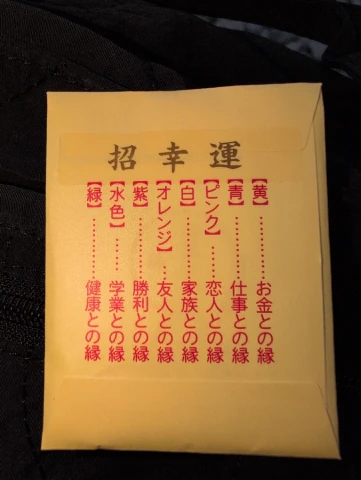 招幸運
【黄】…………お金との縁
【青】…………仕事との縁
【ピンク】……恋人との縁
【白】…………家族との縁
【オレンジ】…友人との縁
【紫】…………勝利との縁
【水色】………学業との縁
【緑】…………健康との縁